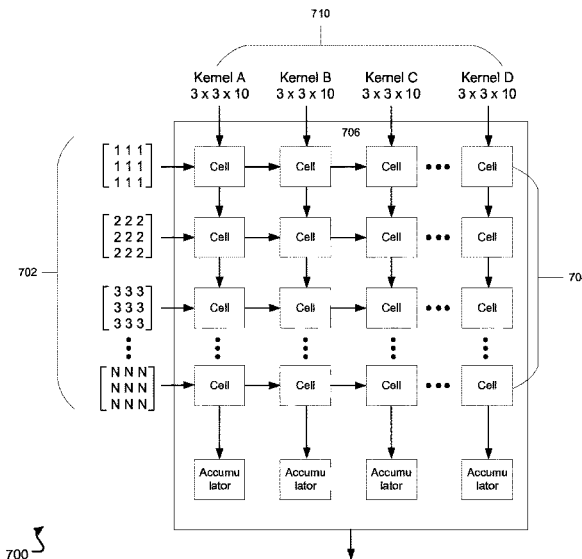 710
Kernel A Kernel B Kernel C Kernel D
3 x 3 x 10 3 x 3 x 10 3 x 3 x 10 3 x 3 x 10
706
1 1 1
1 1 1
1 1 1
Cell Cell Cell Cell
2 2 2
2 2 2
2 2 2
Cell Cell Cell Cell
702
70
3 3 3
3 3 3
3 3 3
Cell Cell Cell Cell
N N N
N N N
N N N
Cell Cell Cell Cell
Accumu Accumu Accumu Accumu
lator lator lator lator
700